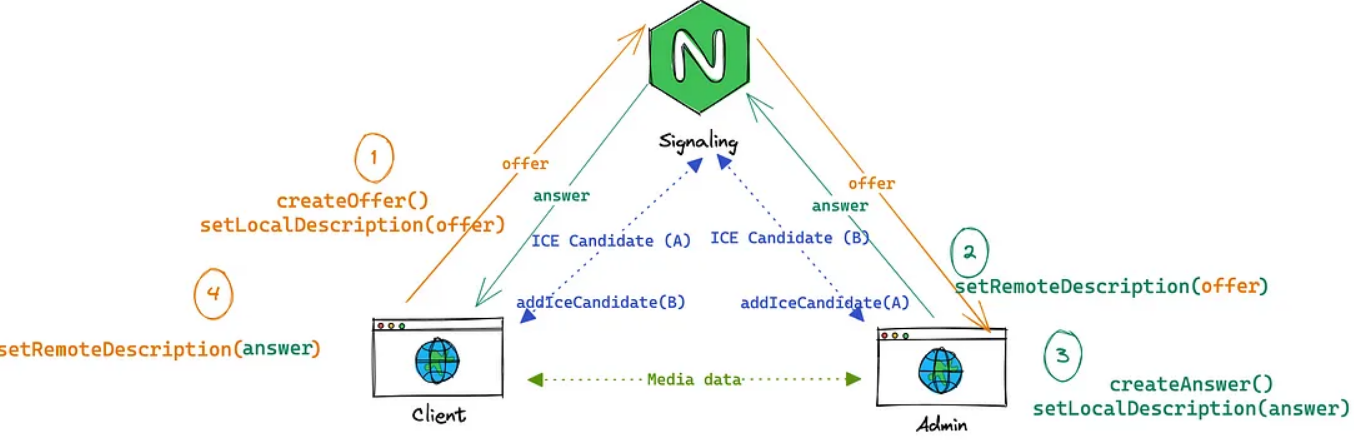 N
Signaling
1
offer
createOffer()
setLocalDescription(offer)
answer
offer
answer
ICE Candidate (A)
ICE Candidate (B)
2
setRemoteDescription(offer)
4
addIceCandidate(B)
addIceCandidate(A)
setRemoteDescription(answer)
3
Media data
createAnswer()
setLocalDescription(answer)
Client
Admin